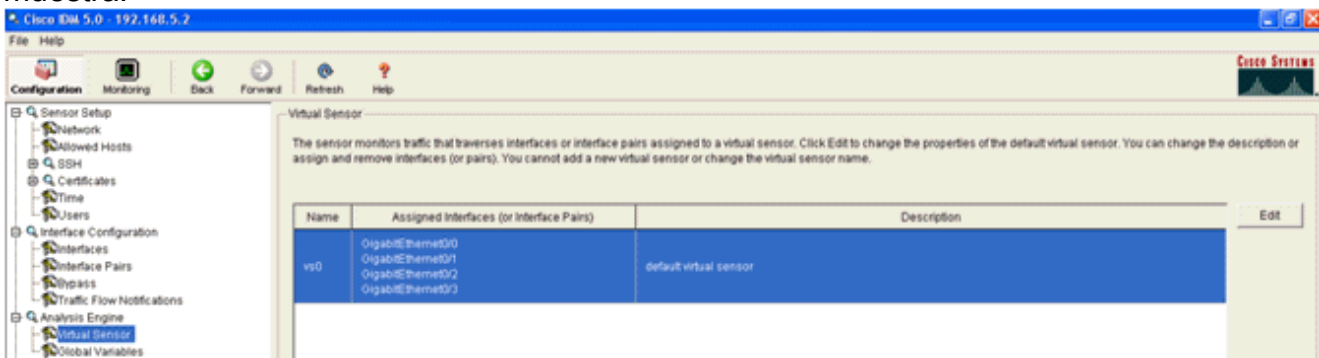 muestra:
Cisco IDM 5.0 - 192.168.5.2
File Help
Configuration Monitoring Back Forward Refresh Help
CISCO SYSTEMS
Sensor Setup
Network
Allowed Hosts
SSH
Certificates
Time
Users
Interface Configuration
Interfaces
Interface Pairs
Bypass
Traffic Flow Notifications
Analysis Engine
Virtual Sensor
Global Variables
Virtual Sensor
The sensor monitors traffic that traverses interfaces or interface pairs assigned to a virtual sensor. Click Edit to change the properties of the default virtual sensor. You can change the description or
assign and remove interfaces (or pairs). You cannot add a new virtual sensor or change the virtual sensor name.
Name Assigned Interfaces (or Interface Pairs) Description Edit
vs0
GigabitEthernet0/0
GigabitEthernet0/1
GigabitEthernet0/2
GigabitEthernet0/3
default virtual sensor